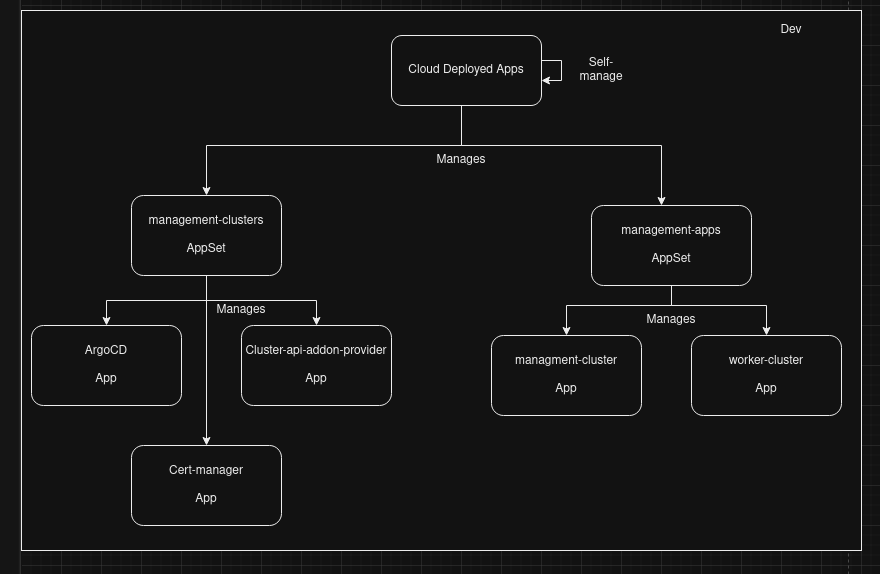 Dev
Cloud Deployed Apps
Self-
manage
Manages
management-clusters
AppSet
management-apps
AppSet
Manages
Manages
ArgoCD
App
Cluster-api-addon-provider
App
managment-cluster
App
worker-cluster
App
Cert-manager
App